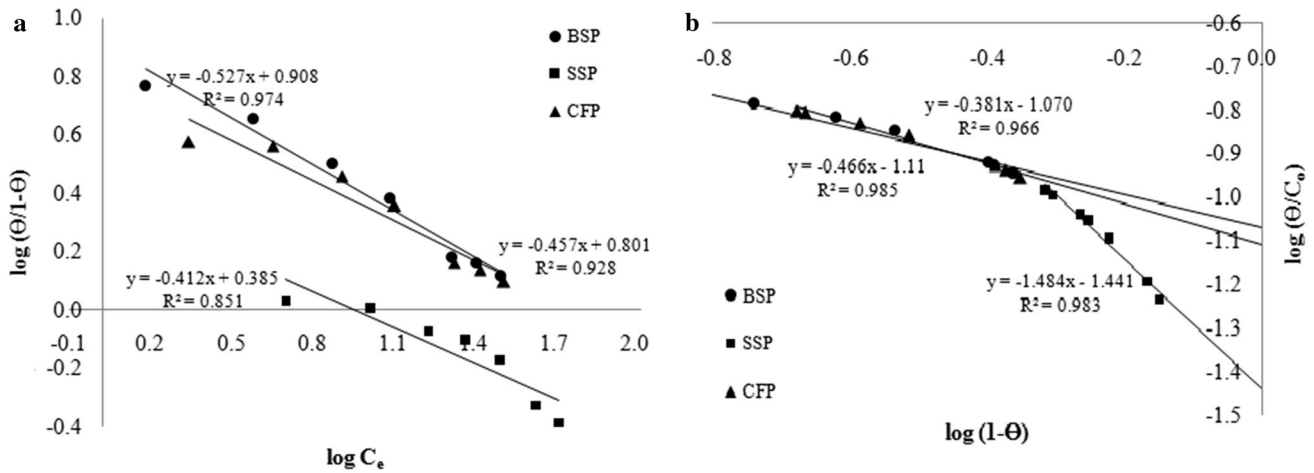 a
1.0
0.8
0.6
0.4
0.2
0.0
-0.1
-0.2
-0.4
0.2
0.5
0.8
1.1
1.4
1.7
2.0
log (Ɵ/1-Ɵ)
log Cₑ
BSP
SSP
CFP
y = -0.527x + 0.908
R² = 0.974
y = -0.457x + 0.801
R² = 0.928
y = -0.412x + 0.385
R² = 0.851
b
-0.8
-0.6
-0.4
-0.2
0.0
-0.6
-0.7
-0.8
-0.9
-1.0
-1.1
-1.2
-1.3
-1.4
-1.5
log (Ɵ/Cₒ)
log (1-Ɵ)
y = -0.381x - 1.070
R² = 0.966
y = -0.466x - 1.11
R² = 0.985
y = -1.484x - 1.441
R² = 0.983
BSP
SSP
CFP